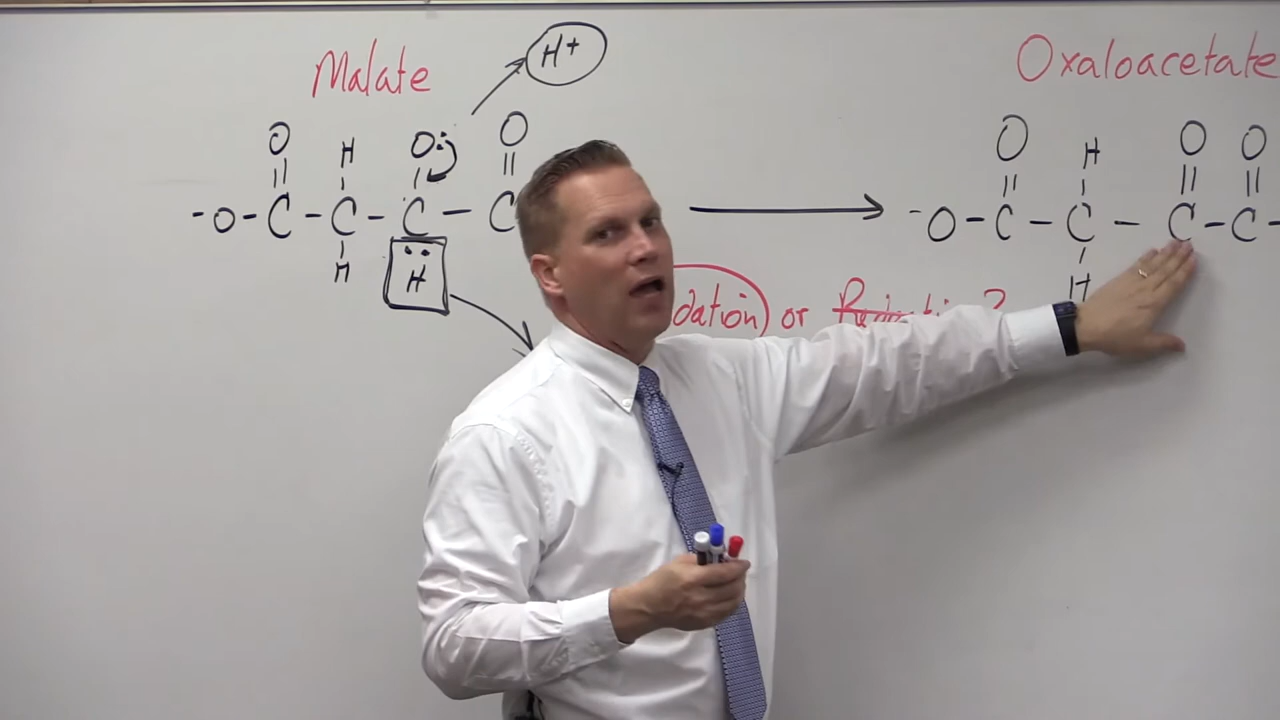 Malate
H+
Oxaloacetate
O H O: O
-O-C-C-C-C
H H
O H O O
-O-C-C-C-C-
H
dation) or Reduction?